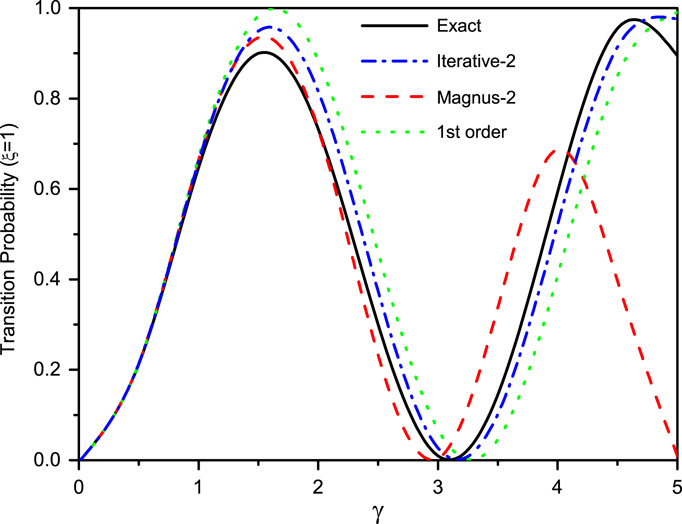 Transition Probability (ξ=1)
1.0
0.8
0.6
0.4
0.2
0.0
Exact
Iterative-2
Magnus-2
1st order
0 1 2 3 4 5
γ